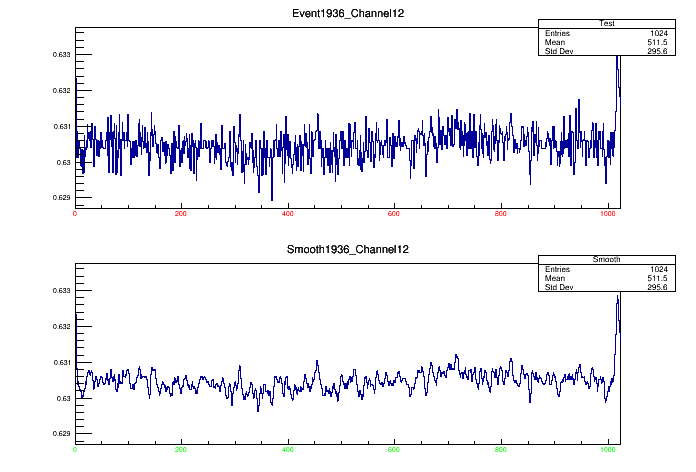 Event1936_Channel12
Test
Entries 1024
Mean 511.5
Std Dev 295.6
0.633
0.632
0.631
0.63
0.629
0 200 400 600 800 1000
Smooth1936_Channel12
Smooth
Entries 1024
Mean 511.5
Std Dev 295.6
0.633
0.632
0.631
0.63
0.629
0 200 400 600 800 1000